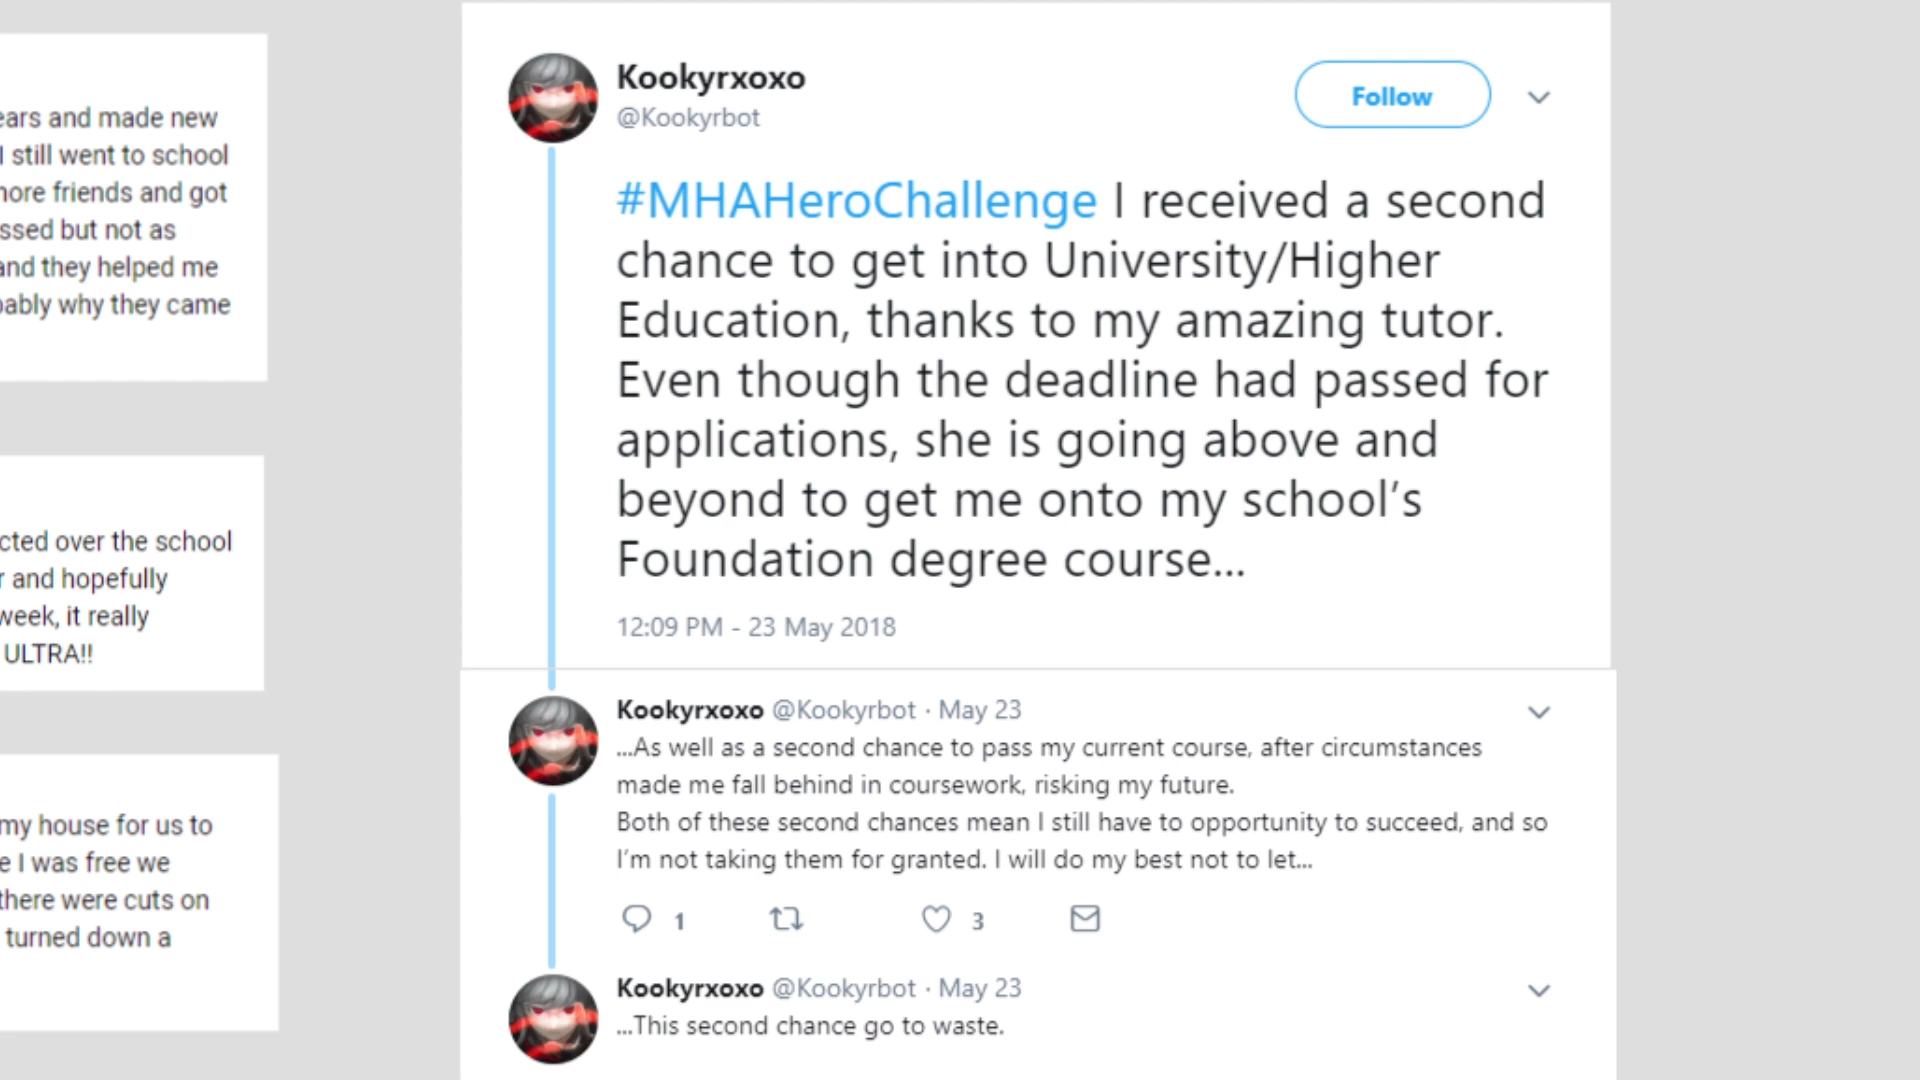 ears and made new
I still went to school
more friends and got
ssed but not as
and they helped me
bably why they came
cted over the school
r and hopefully
week, it really
ULTRA!!
my house for us to
e I was free we
there were cuts on
turned down a
Kookyrxoxo
@Kookyrbot
Follow
#MHAHeroChallenge I received a second
chance to get into University/Higher
Education, thanks to my amazing tutor.
Even though the deadline had passed for
applications, she is going above and
beyond to get me onto my school's
Foundation degree course...
12:09 PM - 23 May 2018
Kookyrxoxo @Kookyrbot · May 23
...As well as a second chance to pass my current course, after circumstances
made me fall behind in coursework, risking my future.
Both of these second chances mean I still have to opportunity to succeed, and so
I'm not taking them for granted. I will do my best not to let...
1 3
Kookyrxoxo @Kookyrbot · May 23
...This second chance go to waste.